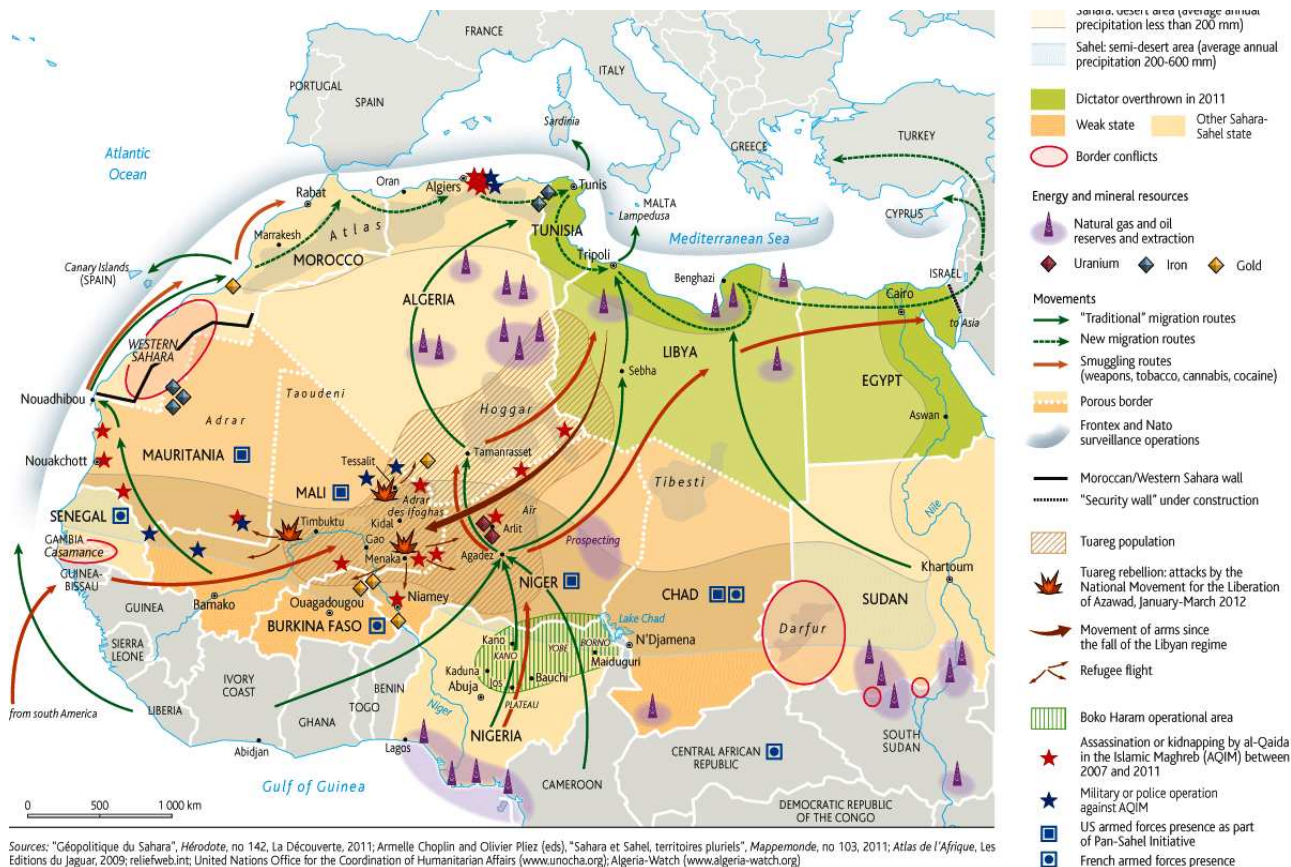 FRANCE
PORTUGAL
SPAIN
ITALY
Sardinia
GREECE
TURKEY
Atlantic
Ocean
Rabat
Oran
Algiers
Tunis
MALTA
Lampedusa
CYPRUS
Marrakesh
Atlas
TUNISIA
Mediterranean Sea
MOROCCO
Tripoli
Canary Islands
(SPAIN)
Benghazi
ISRAEL
Cairo
to Asia
ALGERIA
WESTERN
SAHARA
LIBYA
EGYPT
Sebha
Nouadhibou
Taoudeni
Adrar
Hoggar
Aswan
Nouakchott
MAURITANIA
Tamanrasset
Tessalit
MALI
Adrar
des Ifoghas
Tibesti
Nile
SENEGAL
Timbuktu
Kidal
Aïr
Arlit
GAMBIA
Casamance
Gao
Menaka
Agadez
Prospecting
GUINEA-
BISSAU
Khartoum
Bamako
Niamey
NIGER
CHAD
SUDAN
GUINEA
Ouagadougou
BURKINA FASO
Lake Chad
N'Djamena
Darfur
SIERRA
LEONE
Kano
KANO
YOBE
BORNO
Maiduguri
IVORY
COAST
BENIN
Kaduna
Jos
Bauchi
Abuja
PLATEAU
from south America
LIBERIA
GHANA
TOGO
Niger
NIGERIA
SOUTH
SUDAN
Abidjan
Lagos
CENTRAL AFRICAN
REPUBLIC
Gulf of Guinea
CAMEROON
DEMOCRATIC REPUBLIC
OF THE CONGO
0 500 1 000 km
Sahara: desert area (average annual
precipitation less than 200 mm)
Sahel: semi-desert area (average annual
precipitation 200-600 mm)
Dictator overthrown in 2011
Weak state
Other Sahara-
Sahel state
Border conflicts
Energy and mineral resources
Natural gas and oil
reserves and extraction
Uranium Iron Gold
Movements
"Traditional" migration routes
New migration routes
Smuggling routes
(weapons, tobacco, cannabis, cocaine)
Porous border
Frontex and Nato
surveillance operations
Moroccan/Western Sahara wall
"Security wall" under construction
Tuareg population
Tuareg rebellion: attacks by the
National Movement for the Liberation
of Azawad, January-March 2012
Movement of arms since
the fall of the Libyan regime
Refugee flight
Boko Haram operational area
Assassination or kidnapping by al-Qaida
in the Islamic Maghreb (AQIM) between
2007 and 2011
Military or police operation
against AQIM
US armed forces presence as part
of Pan-Sahel Initiative
French armed forces presence
Sources: "Géopolitique du Sahara", Hérodote, no 142, La Découverte, 2011; Armelle Choplin and Olivier Pliez (eds), "Sahara et Sahel, territoires pluriels", Mappemonde, no 103, 2011; Atlas de l'Afrique, Les
Editions du Jaguar, 2009; reliefweb.int; United Nations Office for the Coordination of Humanitarian Affairs (www.unocha.org); Algeria-Watch (www.algeria-watch.org)